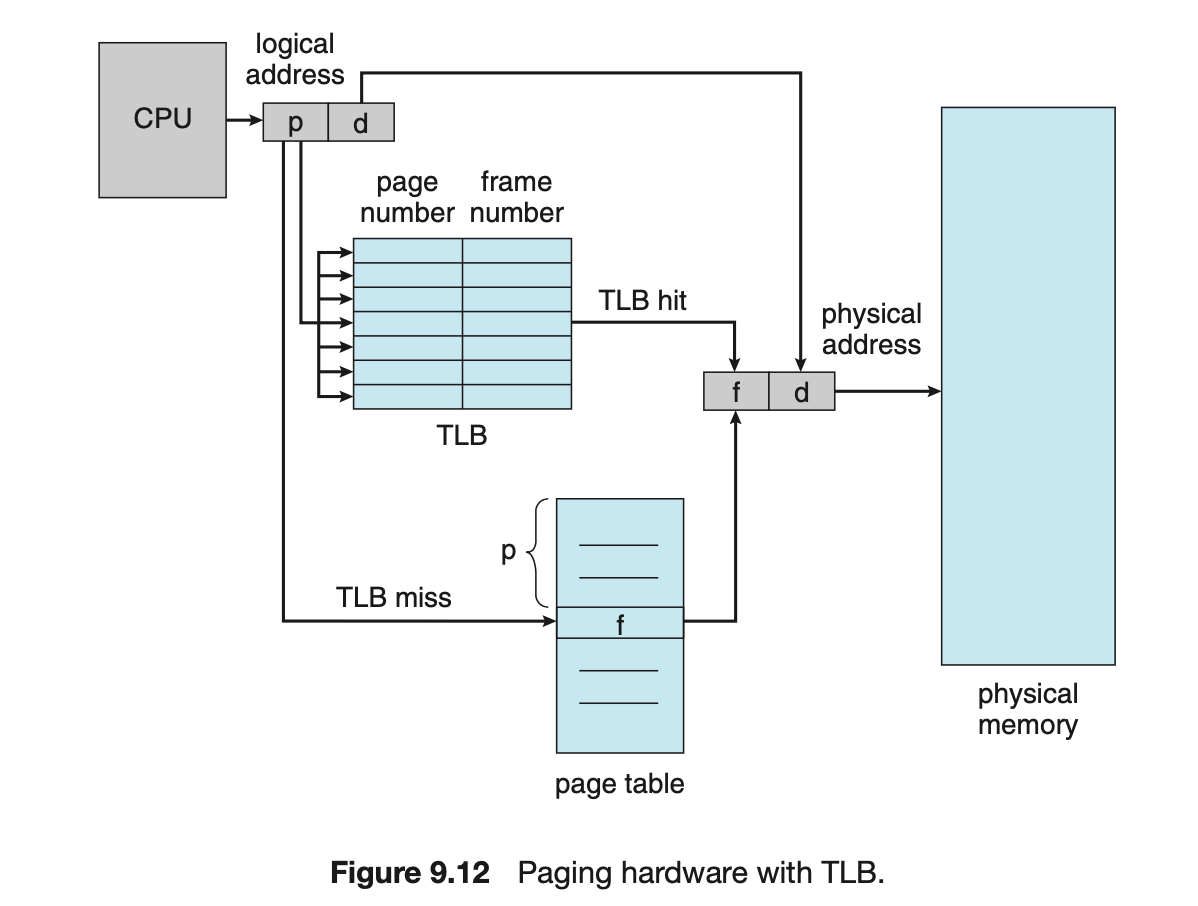 logical
address
CPU
p
d
page
number
frame
number
TLB hit
TLB
physical
address
f
d
p
TLB miss
f
physical
memory
page table
Figure 9.12 Paging hardware with TLB.